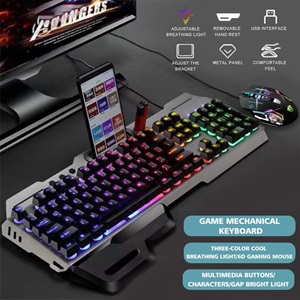 AVENGERS
ADJUSTABLE
BREATHING LIGHT
REMOVABLE
HAND REST
USB INTERFACE
ADJUST THE
BRACKET
METAL PANEL
COMFORTABLE
FEEL
GAME MECHANICAL
KEYBOARD
THREE-COLOR COOL
BREATHING LIGHT/6D GAMING MOUSE
MULTIMEDIA BUTTONS/
CHARACTERS/GAP BRIGHT LIGHT